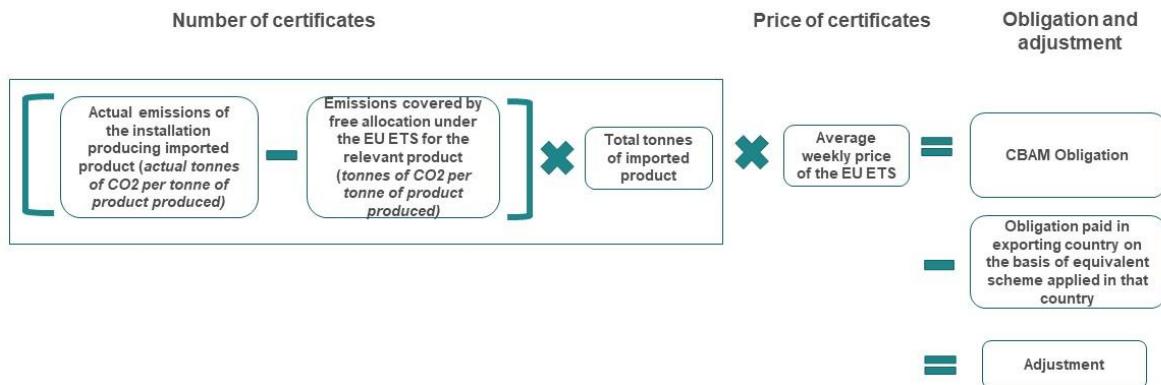 Number of certificates
Price of certificates
Obligation and
adjustment
Actual emissions of
the installation
producing imported
product (actual tonnes
of CO2 per tonne of
product produced)
Emissions covered by
free allocation under
the EU ETS for the
relevant product
(tonnes of CO2 per
tonne of product
produced)
Total tonnes
of imported
product
Average
weekly price
of the EU ETS
CBAM Obligation
Obligation paid in
exporting country on
the basis of equivalent
scheme applied in that
country
Adjustment